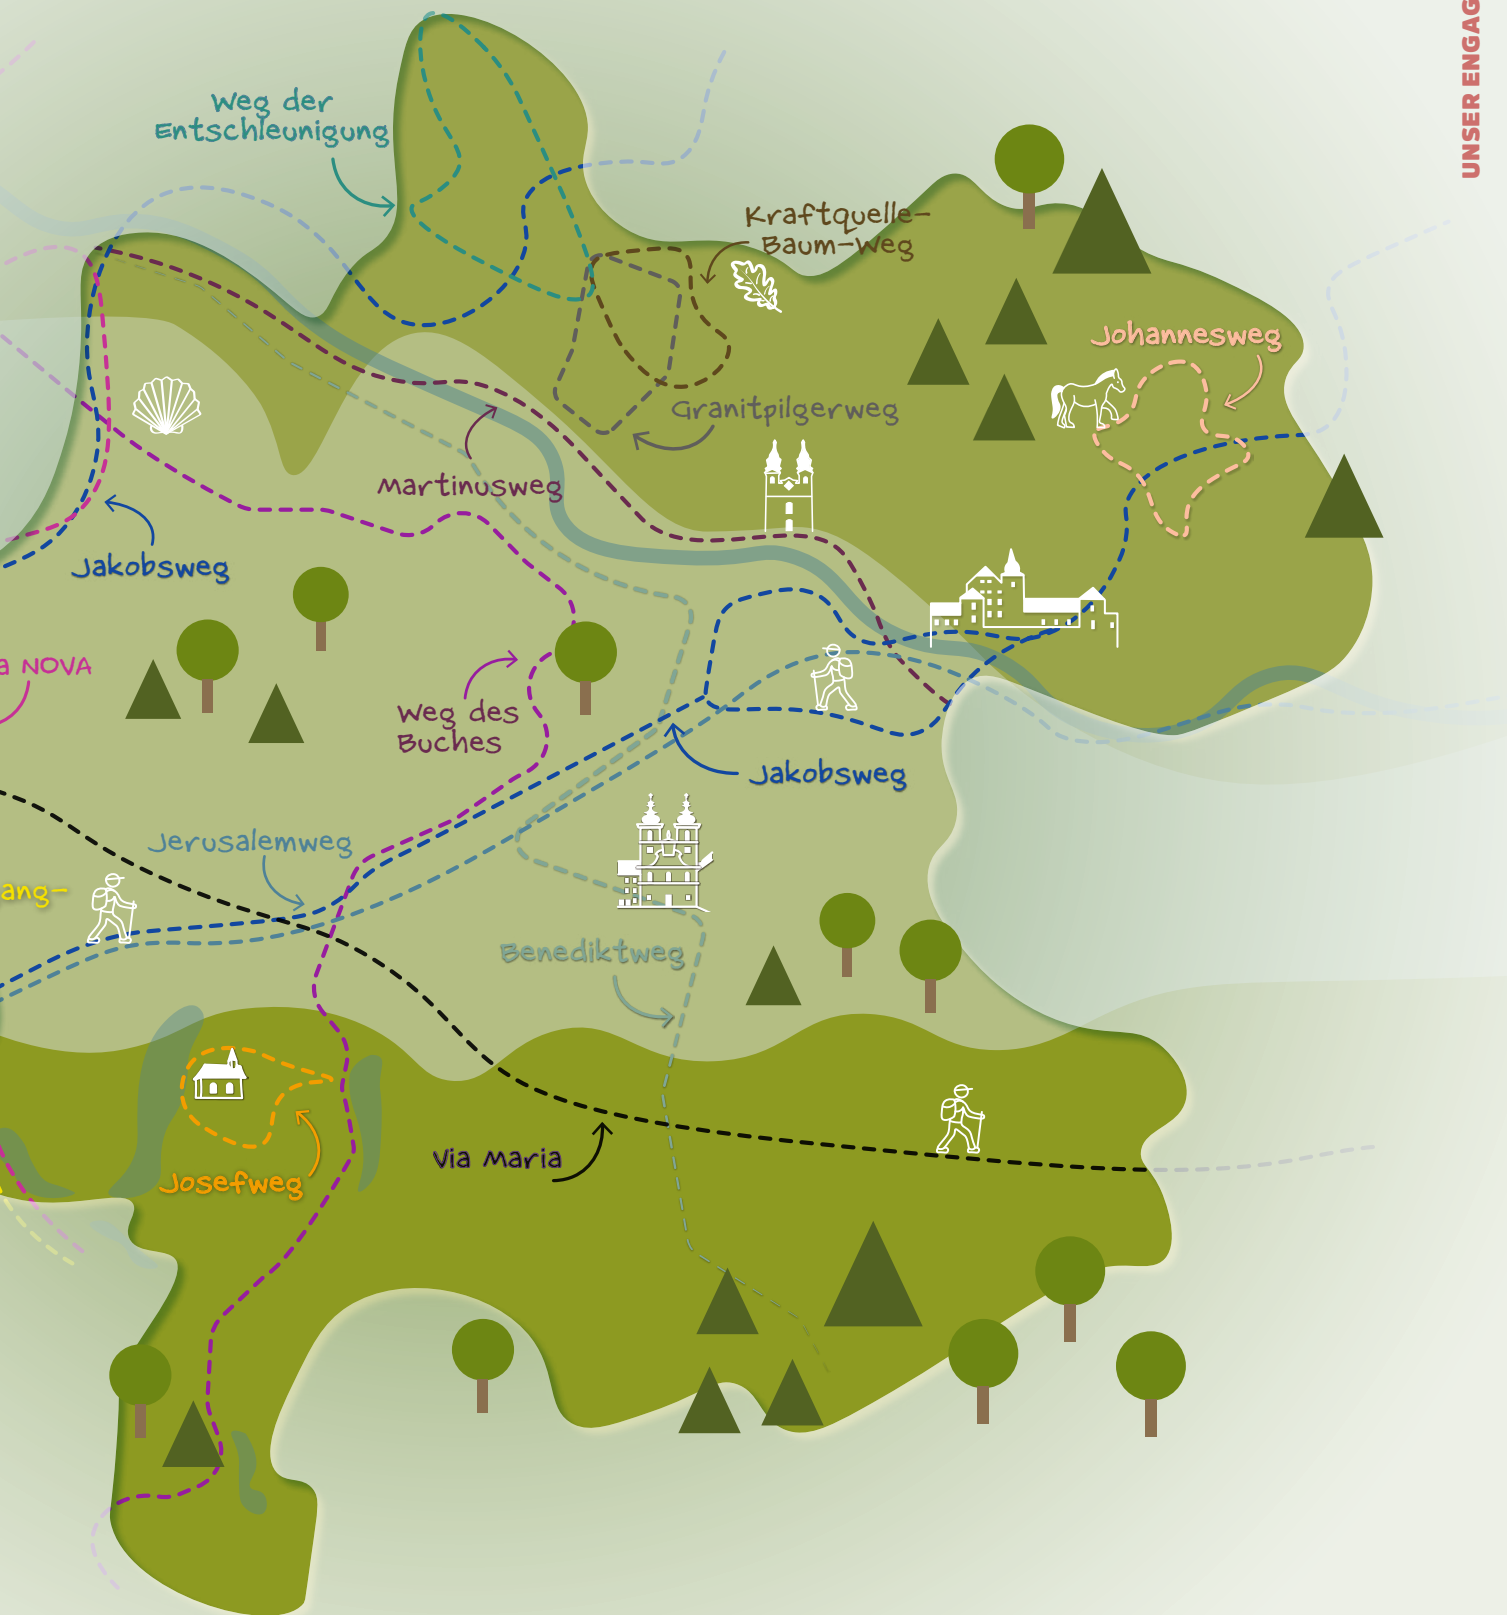 UNSER ENGAG
Weg der
Entschleunigung
Kraftquelle-
Baum-Weg
Johannesweg
Granitpilgerweg
Martinusweg
Jakobsweg
a NOVA
Weg des
Buches
Jakobsweg
Jerusalemweg
ang-
Benediktweg
Via Maria
Josefweg